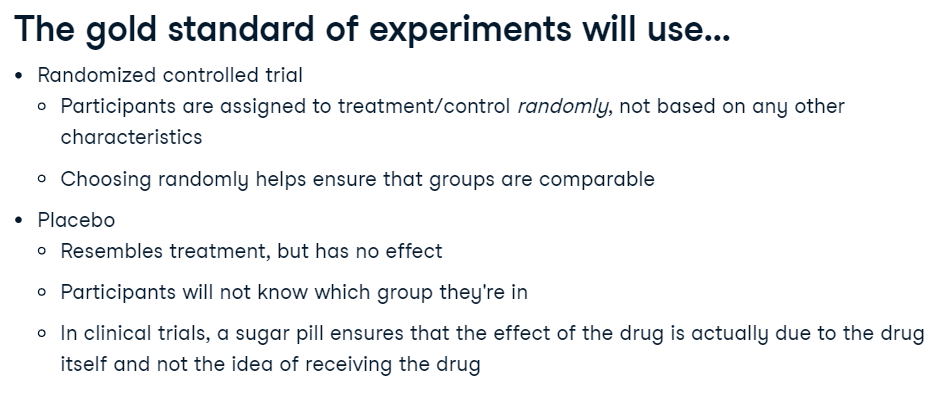 The gold standard of experiments will use...
• Randomized controlled trial
◦ Participants are assigned to treatment/control randomly, not based on any other
characteristics
◦ Choosing randomly helps ensure that groups are comparable
• Placebo
◦ Resembles treatment, but has no effect
◦ Participants will not know which group they're in
◦ In clinical trials, a sugar pill ensures that the effect of the drug is actually due to the drug
itself and not the idea of receiving the drug